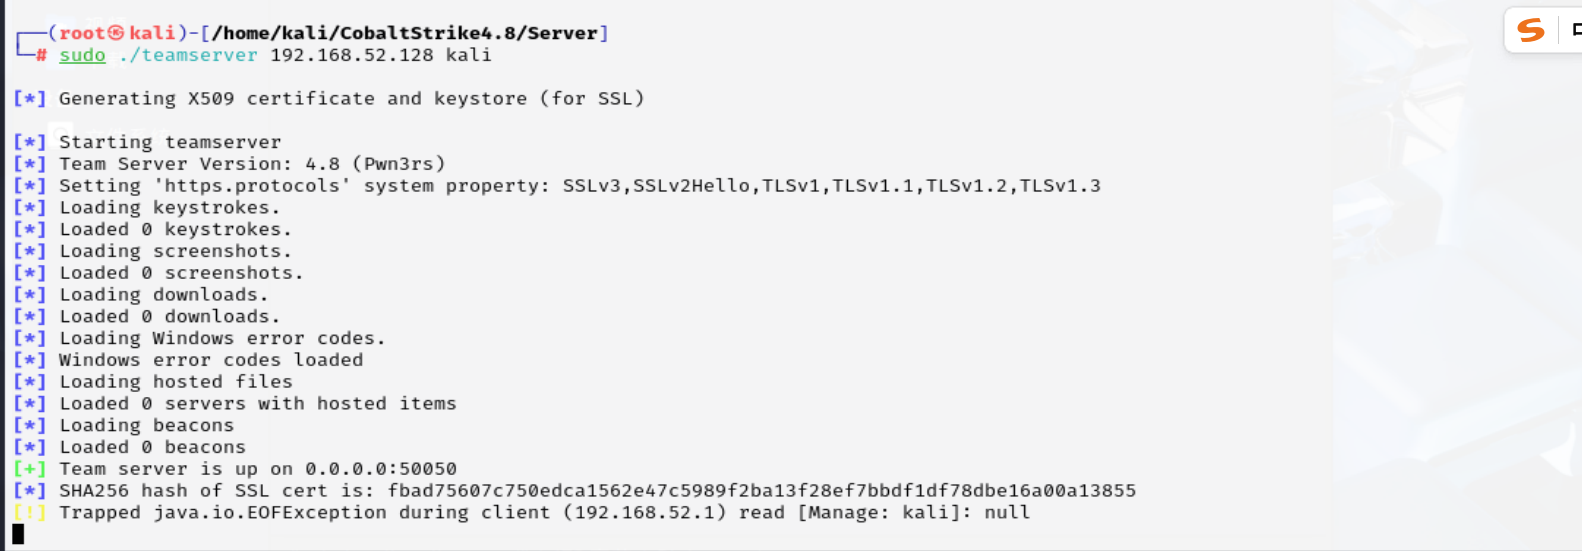 ┌──(root㉿kali)-[/home/kali/CobaltStrike4.8/Server]
└─# sudo ./teamserver 192.168.52.128 kali
[*] Generating X509 certificate and keystore (for SSL)
[*] Starting teamserver
[*] Team Server Version: 4.8 (Pwn3rs)
[*] Setting 'https.protocols' system property: SSLv3,SSLv2Hello,TLSv1,TLSv1.1,TLSv1.2,TLSv1.3
[*] Loading keystrokes.
[*] Loaded 0 keystrokes.
[*] Loading screenshots.
[*] Loaded 0 screenshots.
[*] Loading downloads.
[*] Loaded 0 downloads.
[*] Loading Windows error codes.
[*] Windows error codes loaded
[*] Loading hosted files
[*] Loaded 0 servers with hosted items
[*] Loading beacons
[*] Loaded 0 beacons
[+] Team server is up on 0.0.0.0:50050
[*] SHA256 hash of SSL cert is: fbad75607c750edca1562e47c5989f2ba13f28ef7bbdf1df78dbe16a00a13855
[!] Trapped java.io.EOFException during client (192.168.52.1) read [Manage: kali]: null